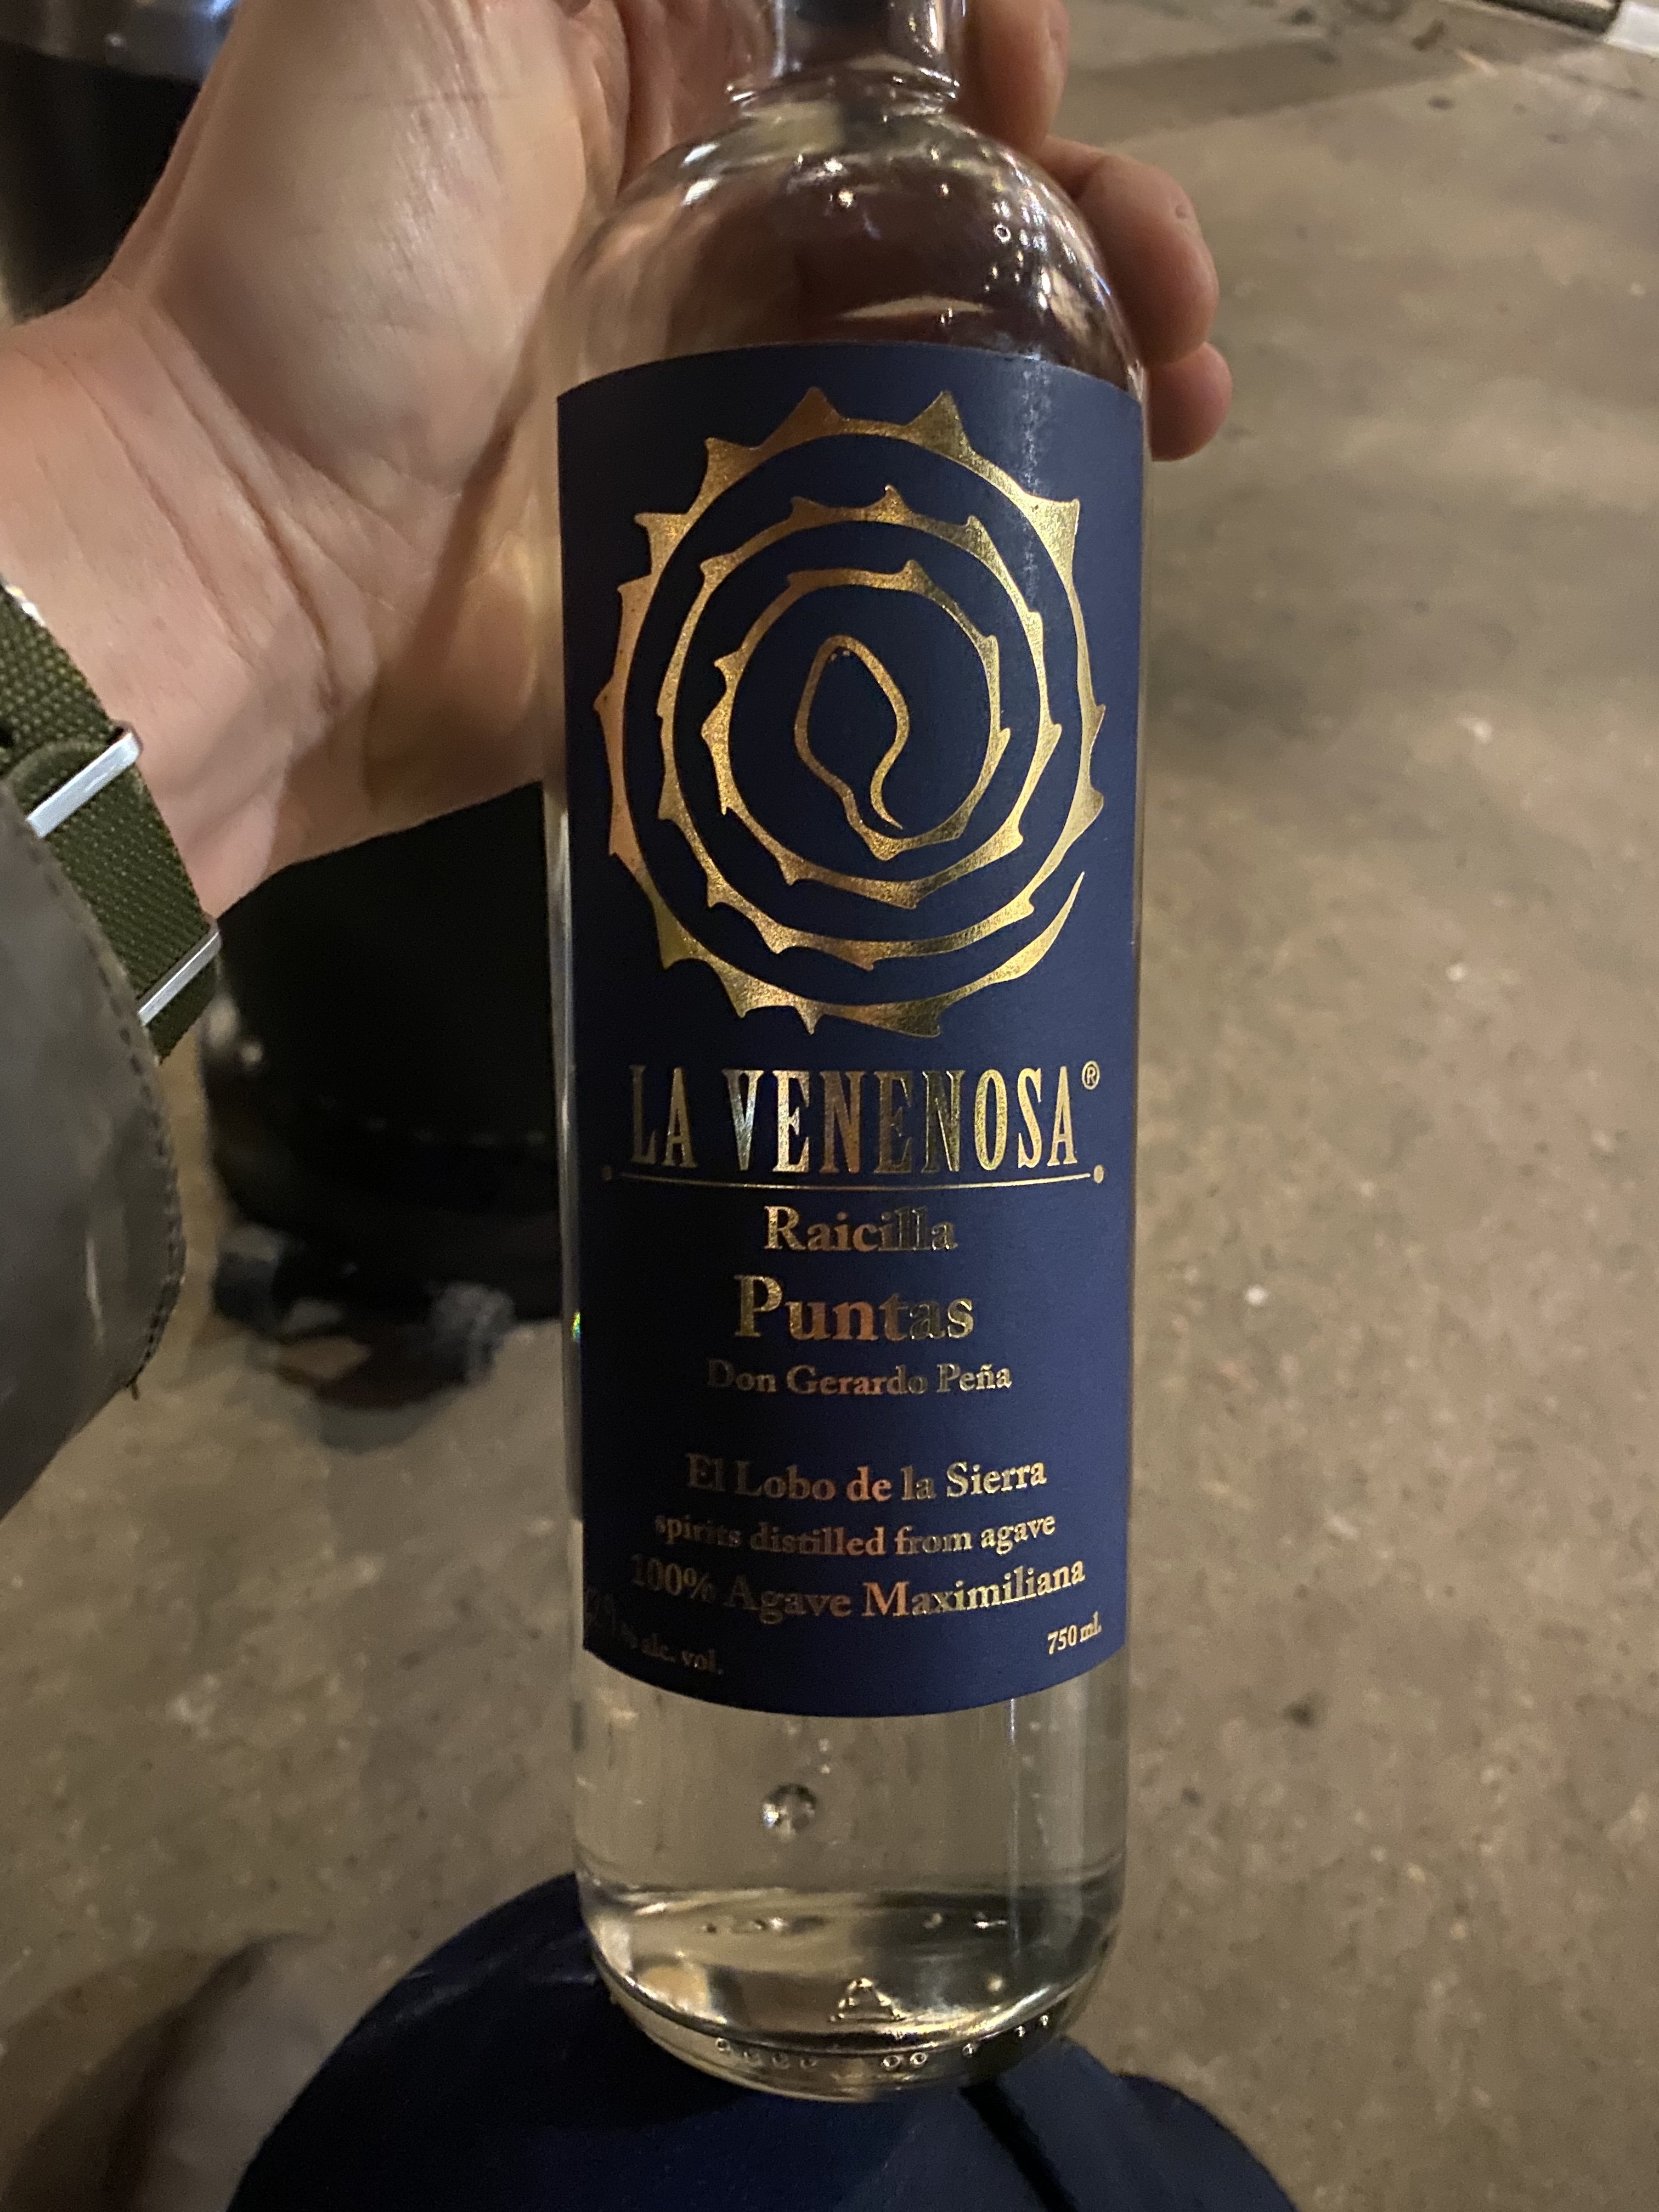 LA VENENOSA®
Raicilla
Puntas
Don Gerardo Peña
El Lobo de la Sierra
spirits distilled from agave
100% Agave Maximiliana
% alc. vol.
750 ml.